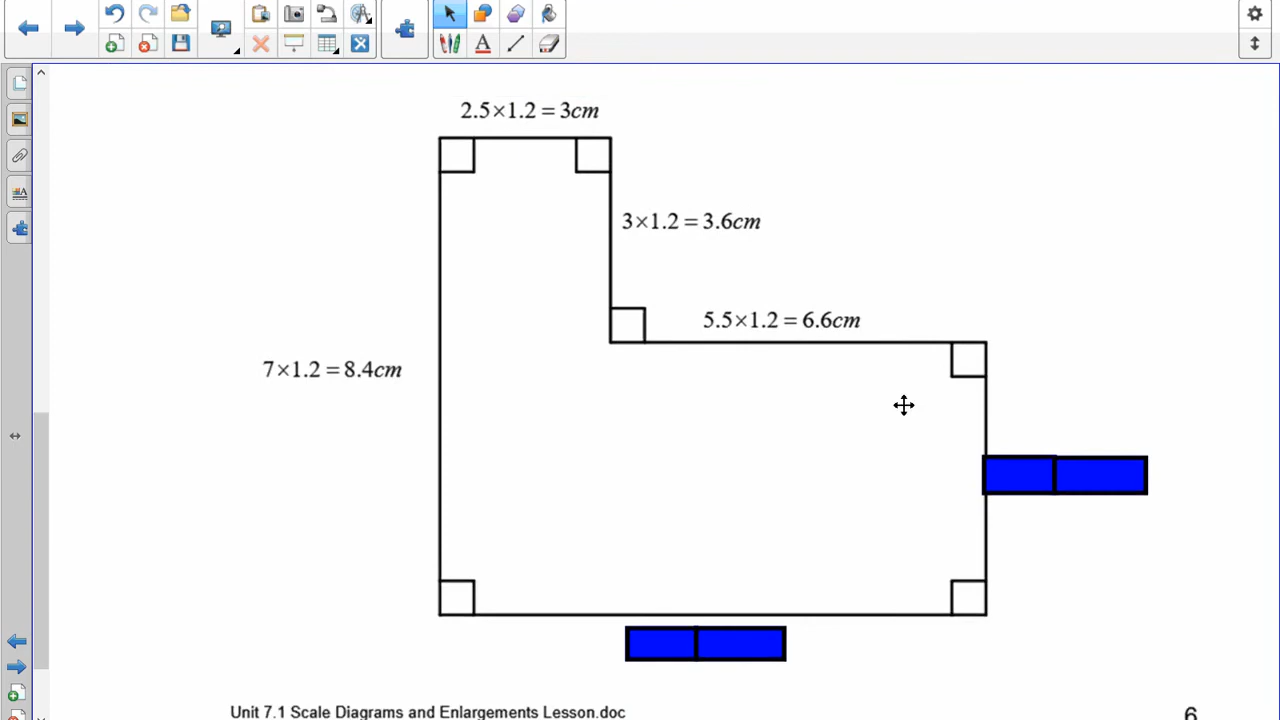 2.5×1.2 = 3cm
3×1.2 = 3.6cm
5.5×1.2 = 6.6cm
7×1.2 = 8.4cm
Unit 7.1 Scale Diagrams and Enlargements Lesson.doc
6